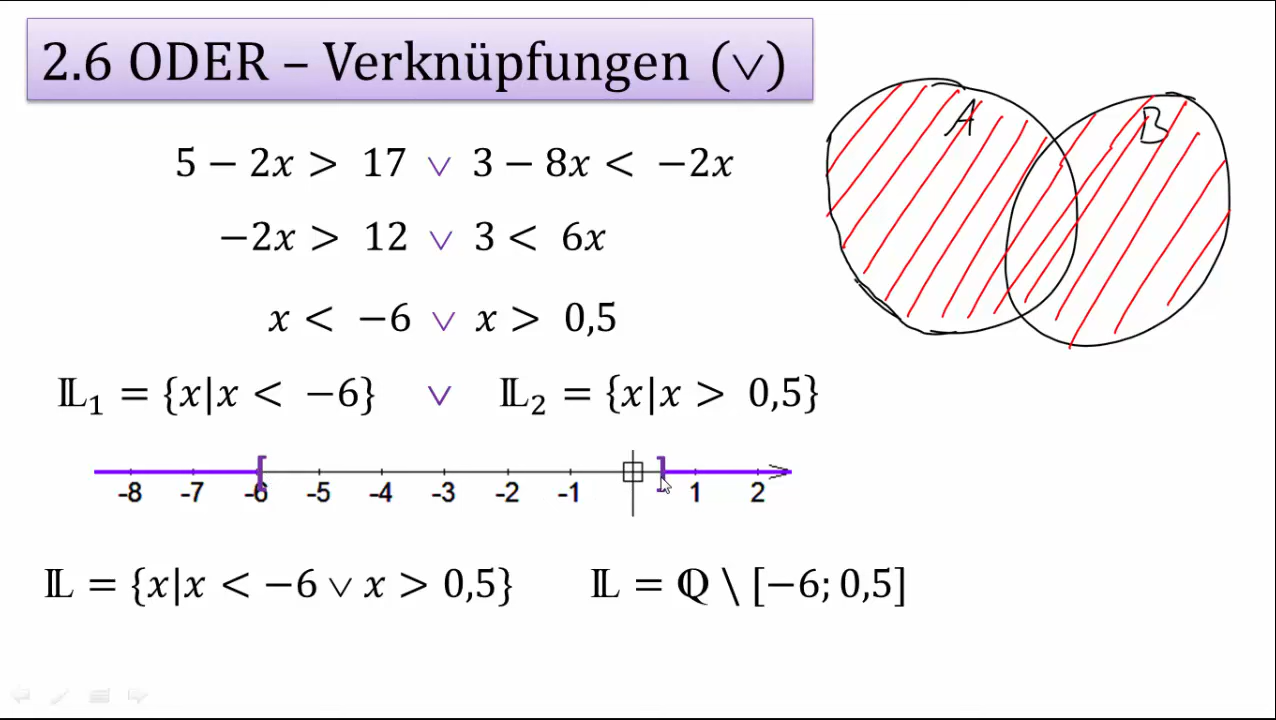 2.6 ODER – Verknüpfungen (∨)
A
B
5 − 2x > 17 ∨ 3 − 8x < −2x
−2x > 12 ∨ 3 < 6x
x < −6 ∨ x > 0,5
𝕃₁ = {x|x < −6} ∨ 𝕃₂ = {x|x > 0,5}
-8 -7 -6 -5 -4 -3 -2 -1 1 2
𝕃 = {x|x < −6 ∨ x > 0,5} 𝕃 = ℚ \ [−6; 0,5]